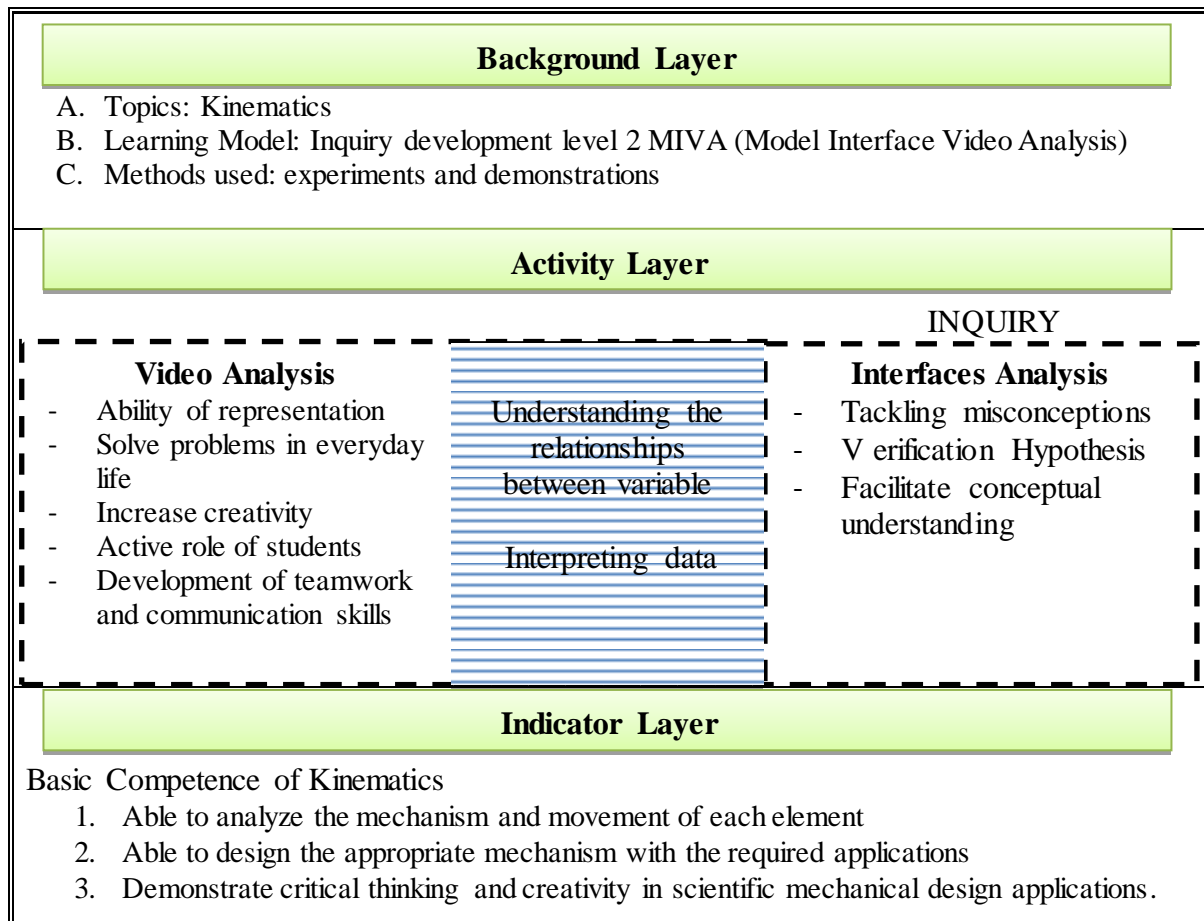 Background Layer
A. Topics: Kinematics
B. Learning Model: Inquiry development level 2 MIVA (Model Interface Video Analysis)
C. Methods used: experiments and demonstrations
Activity Layer
INQUIRY
Video Analysis
- Ability of representation
- Solve problems in everyday
life
- Increase creativity
- Active role of students
- Development of teamwork
and communication skills
Understanding the
relationships
between variable
Interpreting data
Interfaces Analysis
- Tackling misconceptions
- V erification Hypothesis
- Facilitate conceptual
understanding
Indicator Layer
Basic Competence of Kinematics
1. Able to analyze the mechanism and movement of each element
2. Able to design the appropriate mechanism with the required applications
3. Demonstrate critical thinking and creativity in scientific mechanical design applications.